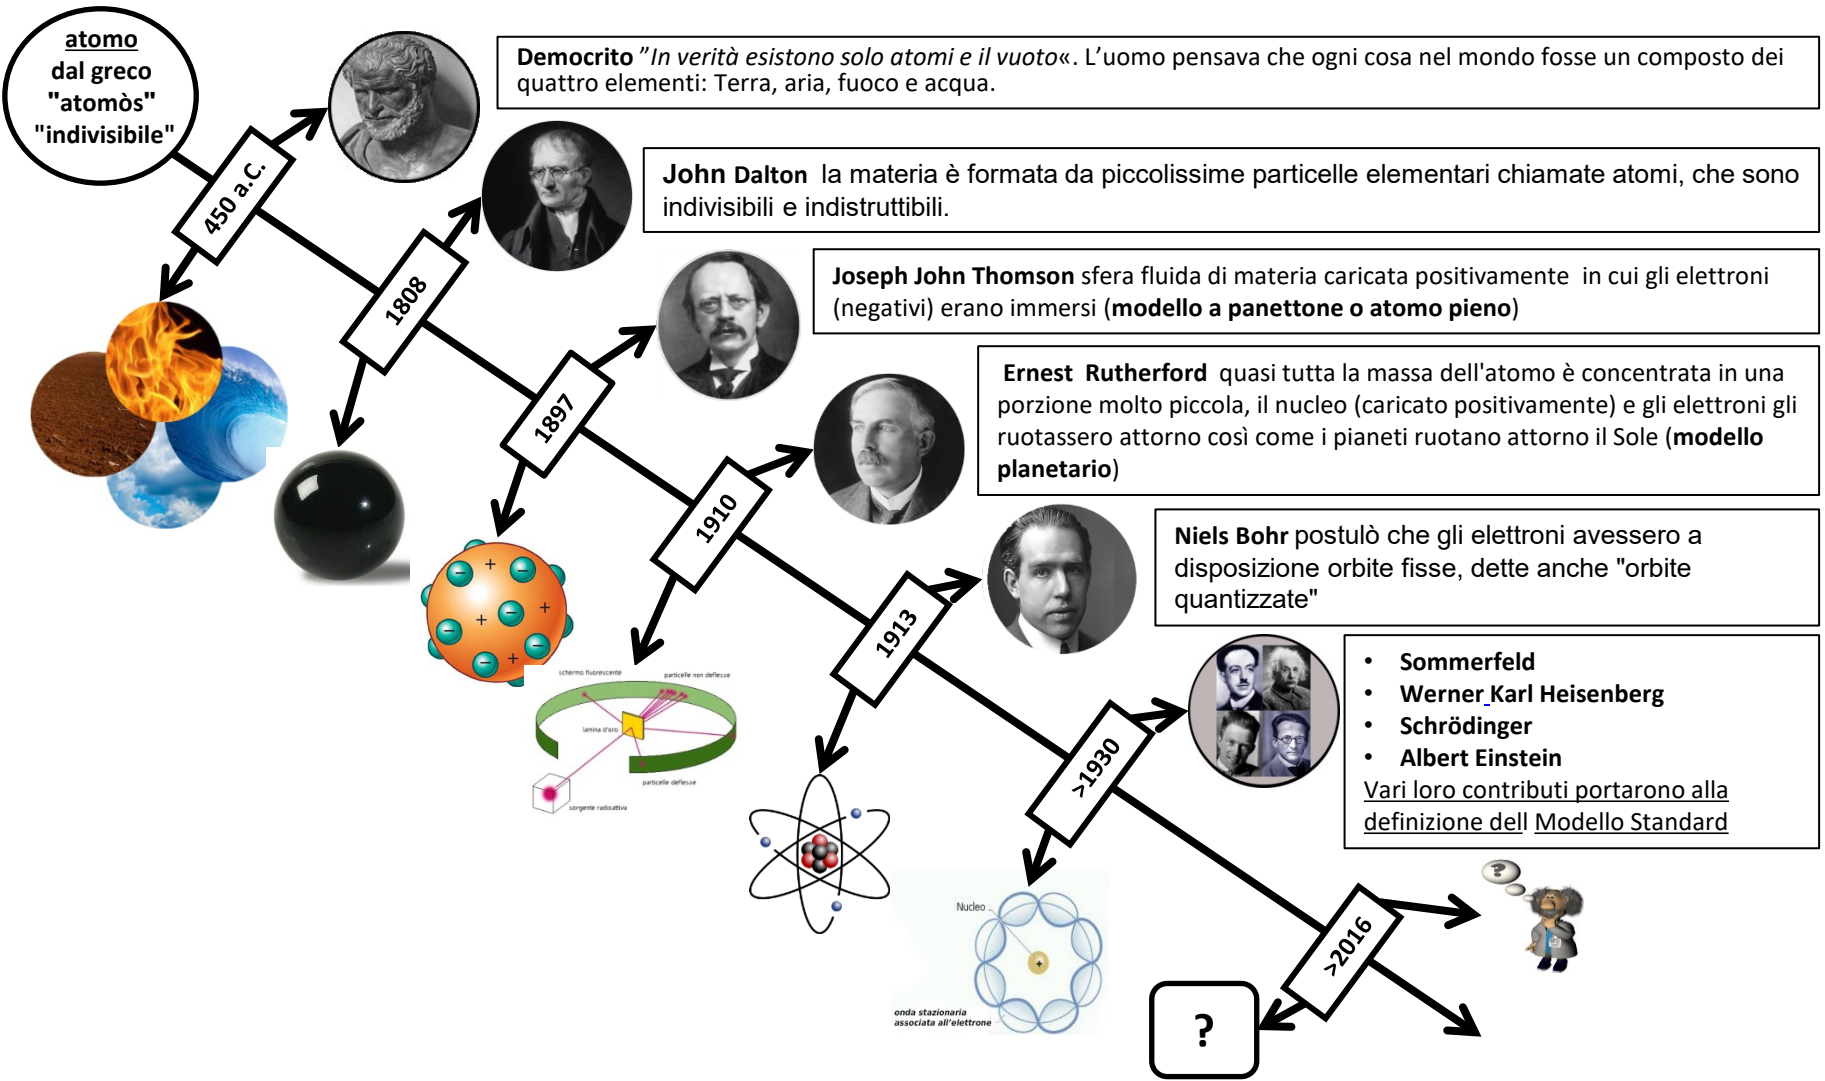 atomo
dal greco
"atomòs"
"indivisibile"
450 a.C.
Democrito ”In verità esistono solo atomi e il vuoto«. L’uomo pensava che ogni cosa nel mondo fosse un composto dei
quattro elementi: Terra, aria, fuoco e acqua.
1808
John Dalton la materia è formata da piccolissime particelle elementari chiamate atomi, che sono
indivisibili e indistruttibili.
1897
Joseph John Thomson sfera fluida di materia caricata positivamente in cui gli elettroni
(negativi) erano immersi (modello a panettone o atomo pieno)
1910
Ernest Rutherford quasi tutta la massa dell'atomo è concentrata in una
porzione molto piccola, il nucleo (caricato positivamente) e gli elettroni gli
ruotassero attorno così come i pianeti ruotano attorno il Sole (modello
planetario)
schermo fluorescente
particelle non deflesse
lamina d'oro
particelle deflesse
sorgente radioattiva
1913
Niels Bohr postulò che gli elettroni avessero a
disposizione orbite fisse, dette anche "orbite
quantizzate"
>1930
• Sommerfeld
• Werner Karl Heisenberg
• Schrödinger
• Albert Einstein
Vari loro contributi portarono alla
definizione dell Modello Standard
Nucleo
+
onda stazionaria
associata all'elettrone
>2016
?
?